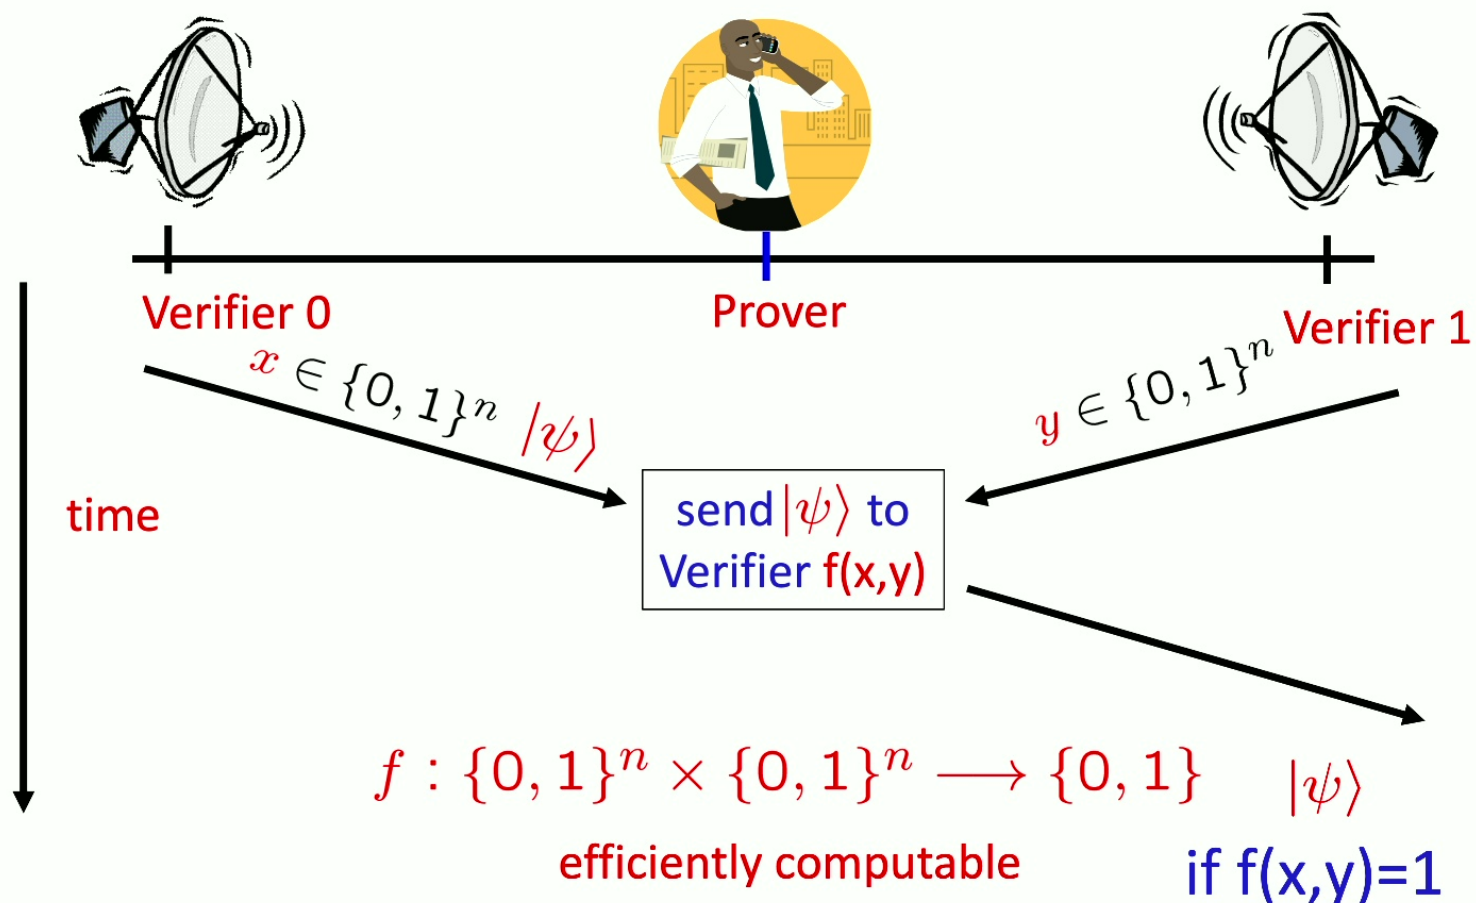 Verifier 0
Prover
Verifier 1
x ∈ {0, 1}ⁿ |ψ⟩
y ∈ {0, 1}ⁿ
time
send |ψ⟩ to
Verifier f(x,y)
f : {0, 1}ⁿ × {0, 1}ⁿ ⟶ {0, 1}
|ψ⟩
efficiently computable
if f(x,y)=1